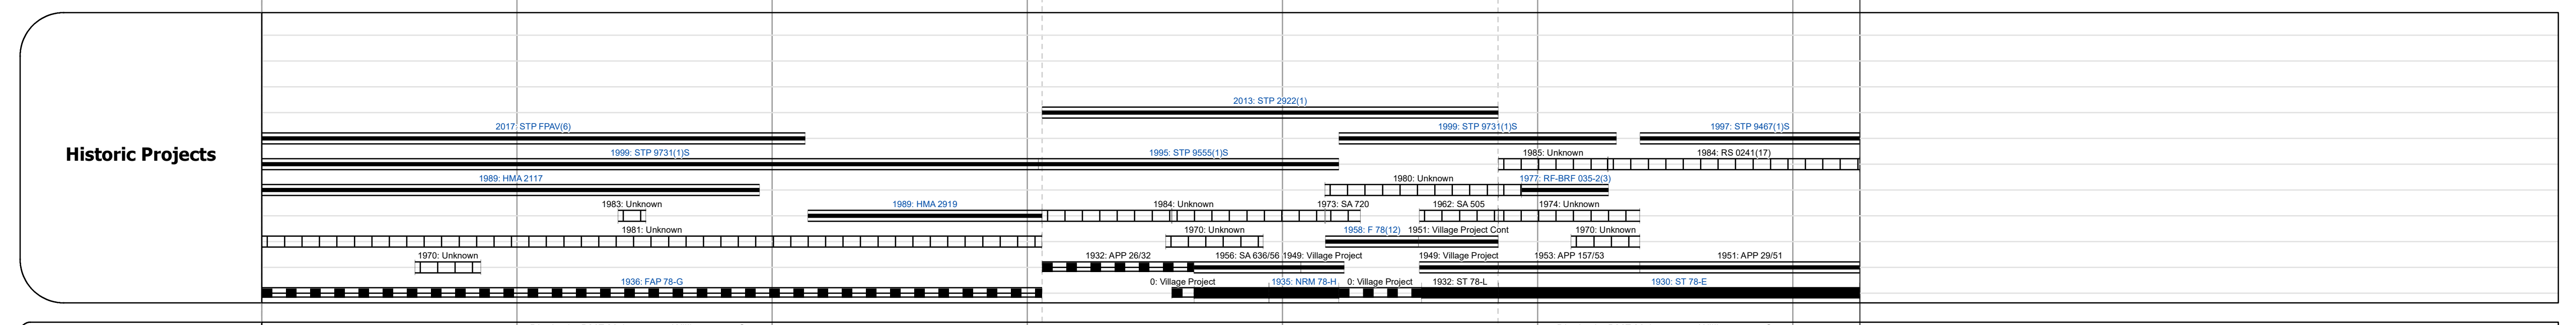 2013: STP 2922(1)
2017: STP FPAV(6)
1999: STP 9731(1)S
1997: STP 9467(1)S
Historic Projects
1999: STP 9731(1)S
1995: STP 9555(1)S
1985: Unknown
1984: RS 0241(17)
1989: HMA 2117
1980: Unknown
1977: RF-BRF 035-2(3)
1983: Unknown
1989: HMA 2919
1984: Unknown
1973: SA 720
1962: SA 505
1974: Unknown
1981: Unknown
1970: Unknown
1958: F 78(12)
1951: Village Project Cont
1970: Unknown
1970: Unknown
1932: APP 26/32
1956: SA 636/56
1949: Village Project
1949: Village Project
1953: APP 157/53
1951: APP 29/51
1936: FAP 78-G
0: Village Project
1935: NRM 78-H
0: Village Project
1932: ST 78-L
1930: ST 78-E